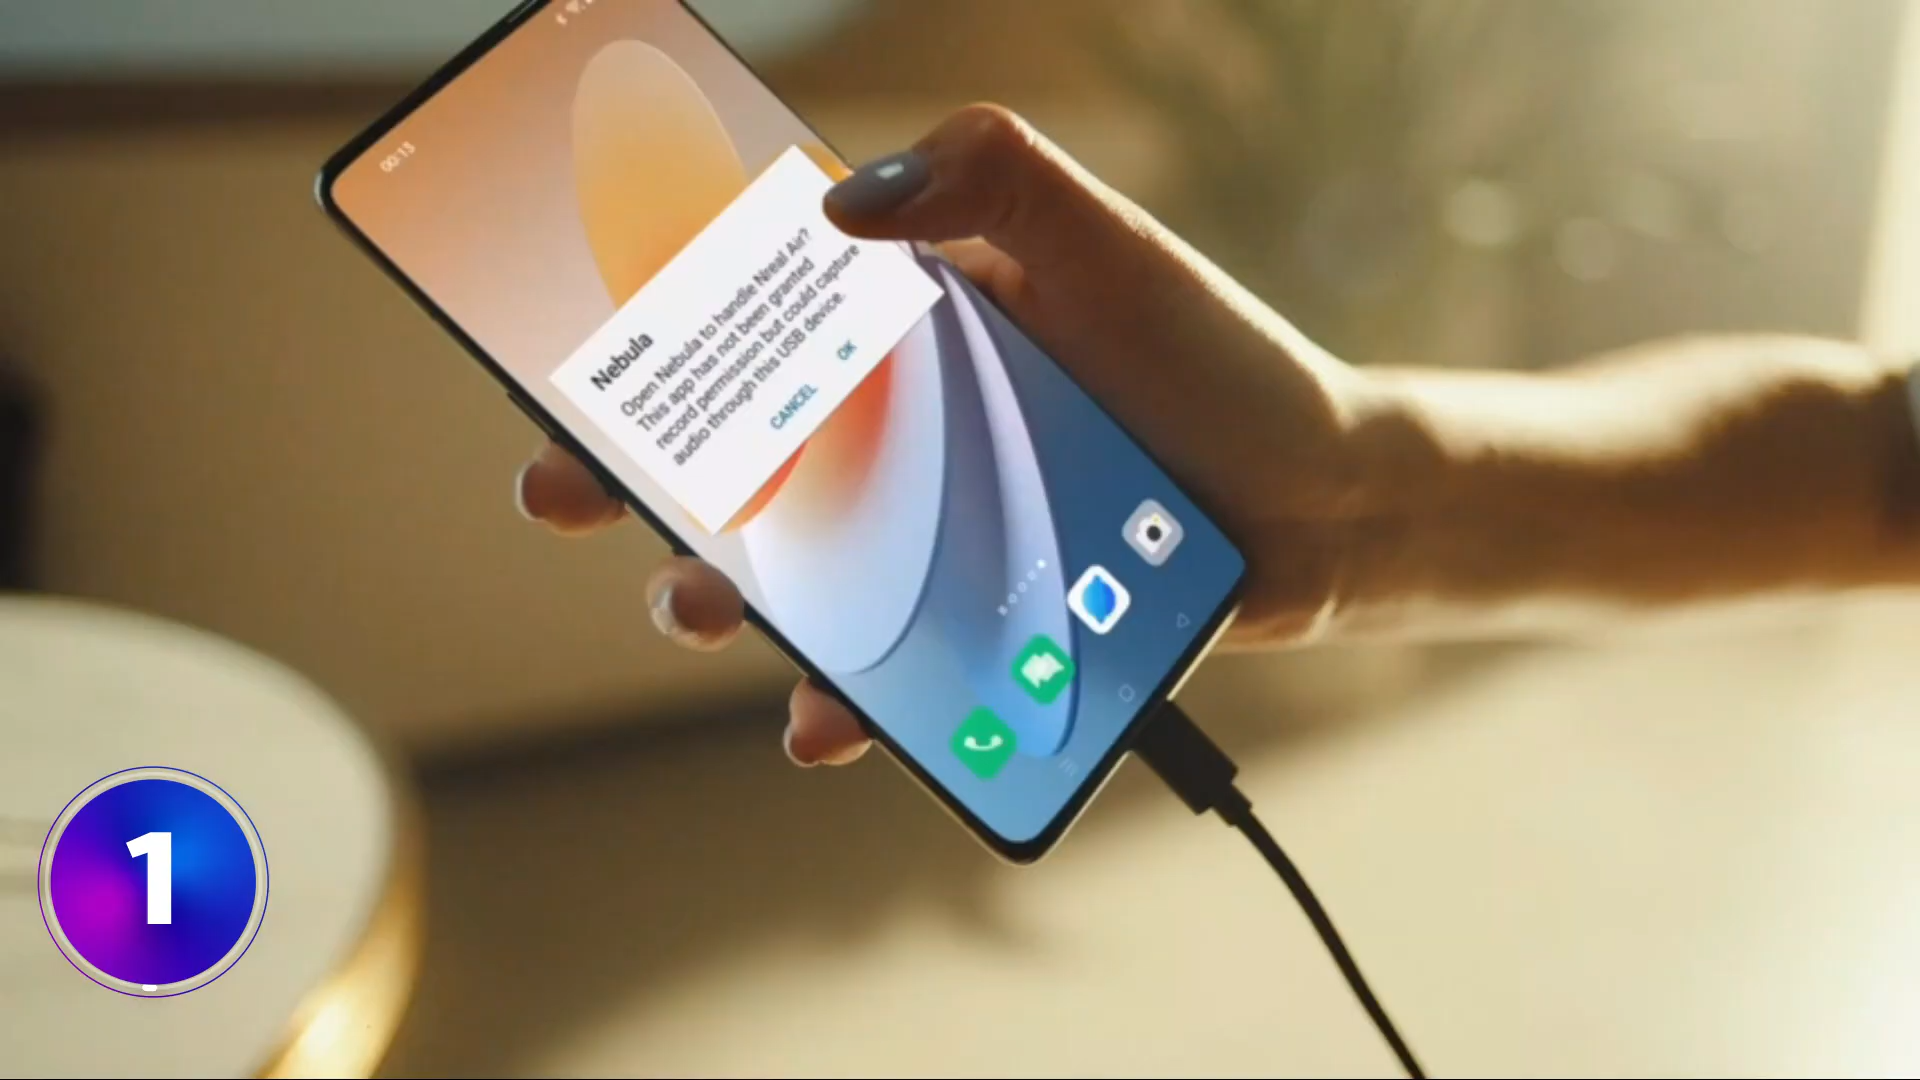 00:13
Nebula
Open Nebula to handle Nreal Air?
This app has not been granted
record permission but could capture
audio through this USB device.
CANCEL
OK
1